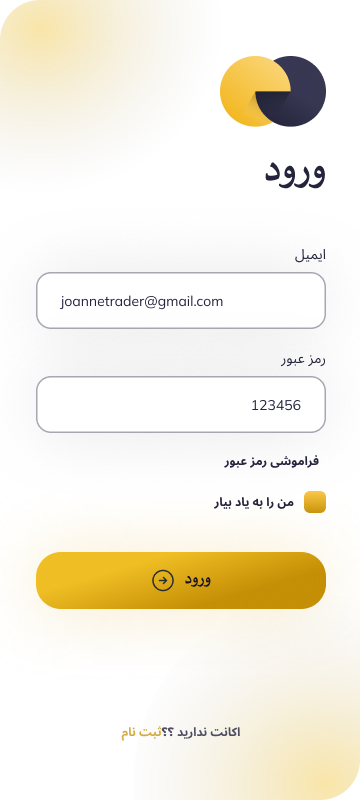 ورود
ایمیل
joannetrader@gmail.com
رمز عبور
123456
فراموشی رمز عبور
من را به یاد بیار
ورود
اکانت ندارید ؟؟ثبت نام